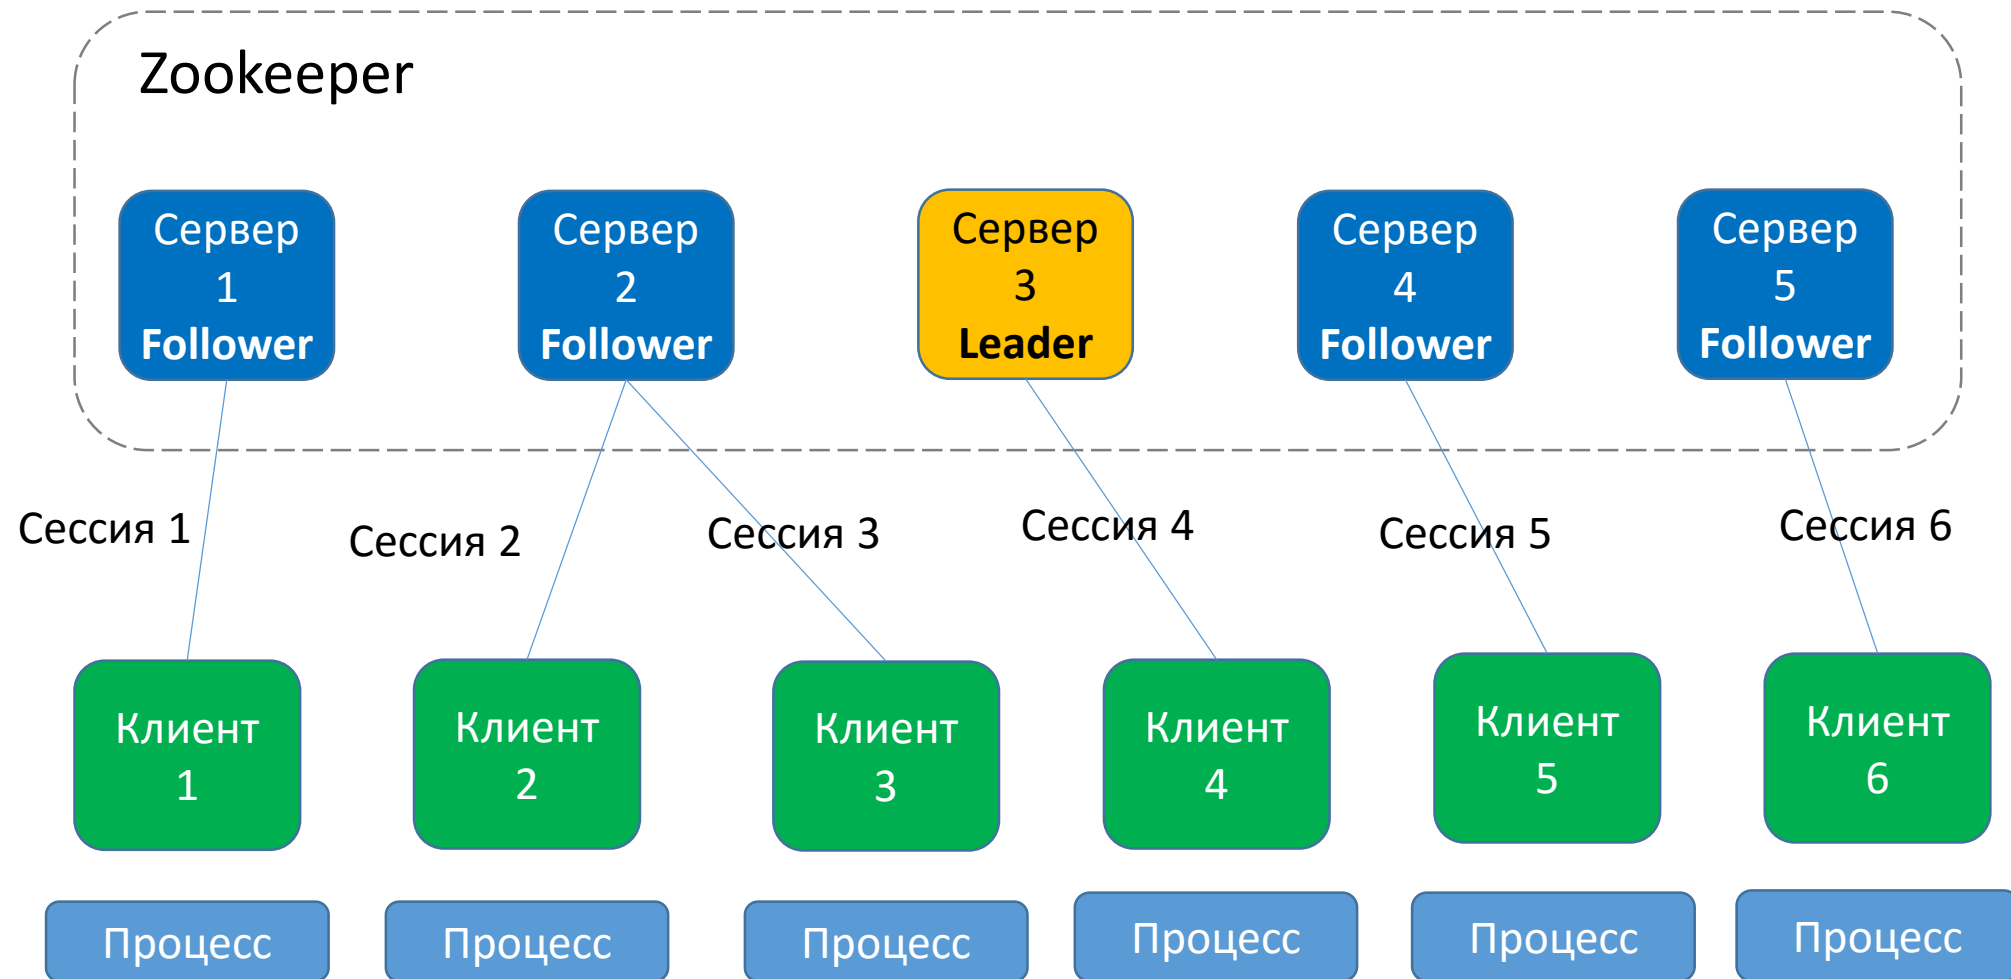 Zookeeper
Сервер
1
Follower
Сервер
2
Follower
Сервер
3
Leader
Сервер
4
Follower
Сервер
5
Follower
Сессия 1
Сессия 2
Сессия 3
Сессия 4
Сессия 5
Сессия 6
Клиент
1
Клиент
2
Клиент
3
Клиент
4
Клиент
5
Клиент
6
Процесс
Процесс
Процесс
Процесс
Процесс
Процесс